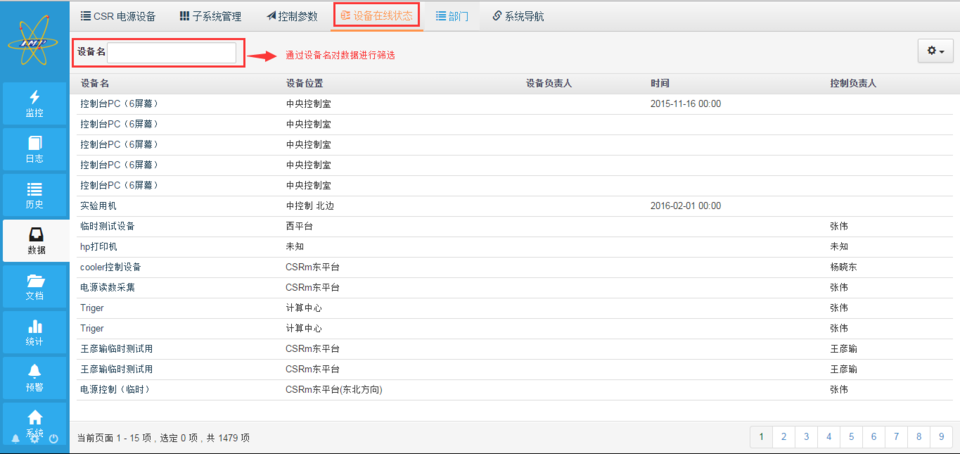 CSR 电源设备 子系统管理 控制参数 设备在线状态 部门 系统导航
设备名 通过设备名对数据进行筛选
设备名 设备位置 设备负责人 时间 控制负责人
控制台PC（6屏幕） 中央控制室 2015-11-16 00:00
控制台PC（6屏幕） 中央控制室
控制台PC（6屏幕） 中央控制室
控制台PC（6屏幕） 中央控制室
控制台PC（6屏幕） 中央控制室
实验用机 中控制 北边 2016-02-01 00:00
临时测试设备 西平台 张伟
hp打印机 未知 未知
cooler控制设备 CSRm东平台 杨晓东
电源读数采集 CSRm东平台 张伟
Triger 计算中心 张伟
Triger 计算中心 张伟
王彦瑜临时测试用 CSRm东平台 王彦瑜
王彦瑜临时测试用 CSRm东平台 王彦瑜
电源控制（临时） CSRm东平台(东北方向) 张伟
当前页面 1 - 15 项，选定 0 项，共 1479 项 1 2 3 4 5 6 7 8 9
监控
日志
历史
数据
文档
统计
预警
系统